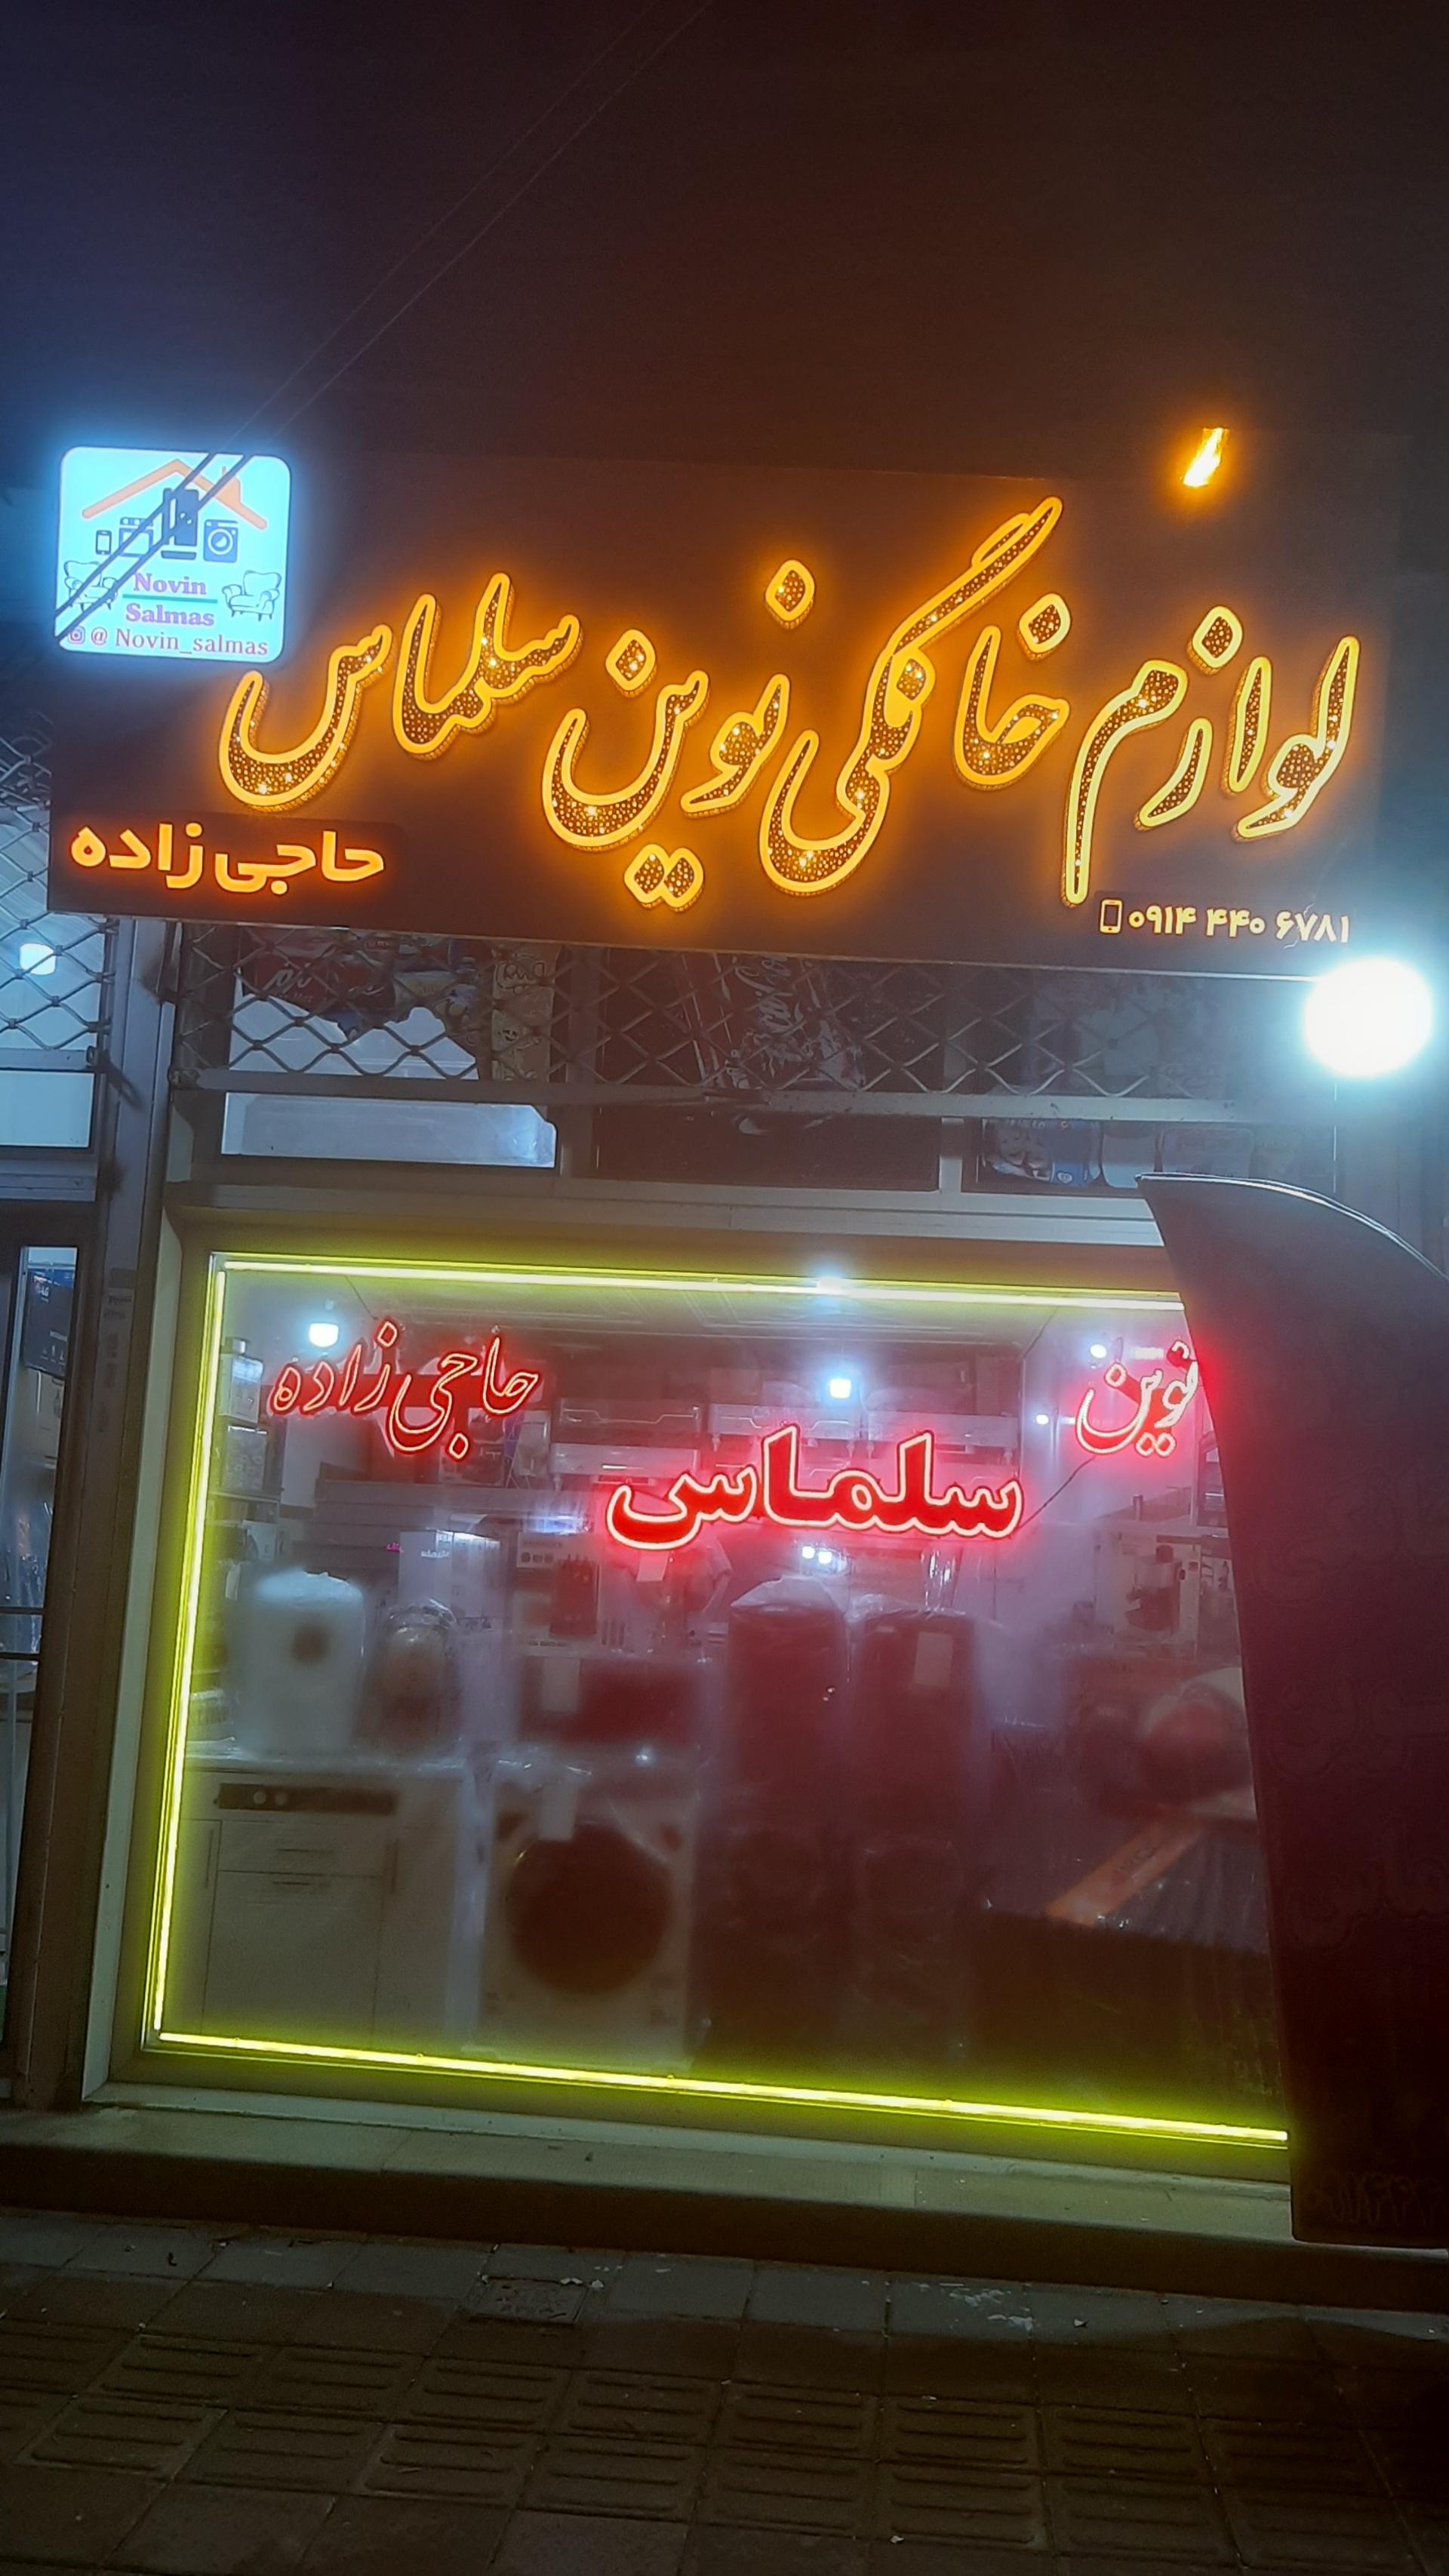 Novin
Salmas
@ Novin_salmas
لوازم خانگی نوین سلماس
حاجی‌زاده
۰۹۱۴ ۴۴۰ ۶۷۸۱
نوین
حاجی‌زاده
سلماس